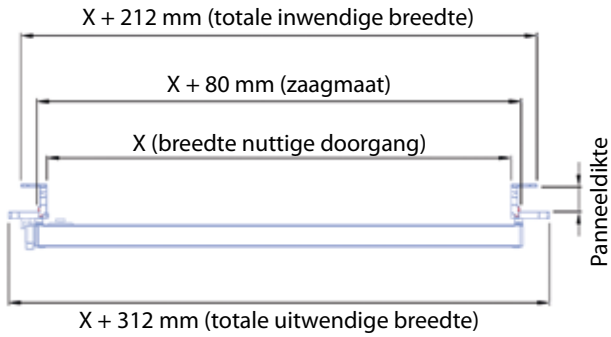 X + 212 mm (totale inwendige breedte)
X + 80 mm (zaagmaat)
X (breedte nuttige doorgang)
Panneeldikte
X + 312 mm (totale uitwendige breedte)